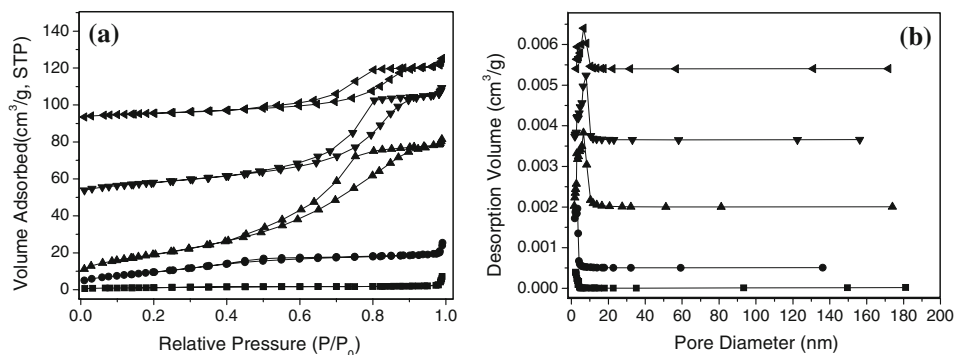 (a)
Volume Adsorbed(cm³/g, STP)
140
120
100
80
60
40
20
0
0.0 0.2 0.4 0.6 0.8 1.0
Relative Pressure (P/P₀)
(b)
Desorption Volume (cm³/g)
0.006
0.005
0.004
0.003
0.002
0.001
0.000
0 20 40 60 80 100 120 140 160 180 200
Pore Diameter (nm)